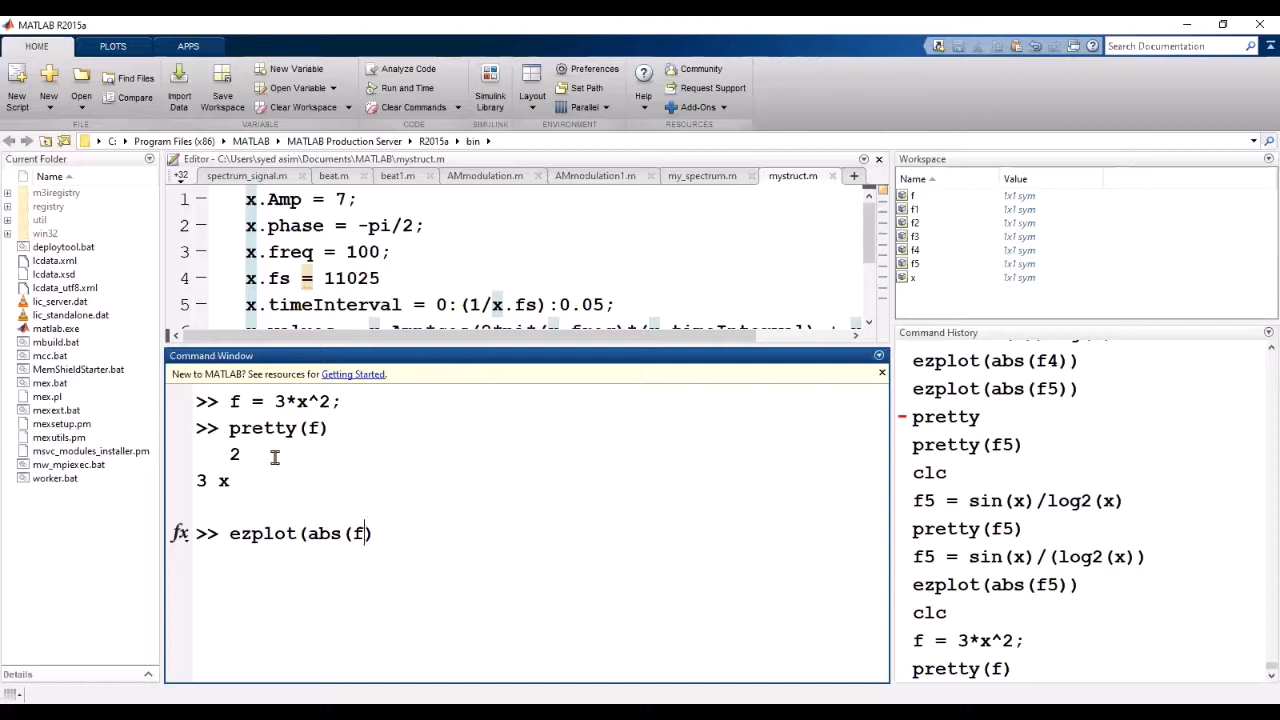 MATLAB R2015a
HOME PLOTS APPS
Search Documentation
New Script
New
Open
Find Files
Compare
Import Data
Save Workspace
New Variable
Open Variable
Clear Workspace
Analyze Code
Run and Time
Clear Commands
Simulink Library
Layout
Preferences
Set Path
Parallel
Help
Community
Request Support
Add-Ons
FILE VARIABLE CODE SIMULINK ENVIRONMENT RESOURCES
C: Program Files (x86) MATLAB MATLAB Production Server R2015a bin
Current Folder
Name
m3iregistry
registry
util
win32
deploytool.bat
lcdata.xml
lcdata.xsd
lcdata_utf8.xml
lic_server.dat
lic_standalone.dat
matlab.exe
mbuild.bat
mcc.bat
MemShieldStarter.bat
mex.bat
mex.pl
mexext.bat
mexsetup.pm
mexutils.pm
msvc_modules_installer.pm
mw_mpiexec.bat
worker.bat
Details
Editor - C:\Users\syed asim\Documents\MATLAB\mystruct.m
+32 spectrum_signal.m beat.m beat1.m AMmodulation.m AMmodulation1.m my_spectrum.m mystruct.m
1 x.Amp = 7;
2 x.phase = -pi/2;
3 x.freq = 100;
4 x.fs = 11025
5 x.timeInterval = 0:(1/x.fs):0.05;
Command Window
New to MATLAB? See resources for Getting Started.
>> f = 3*x^2;
>> pretty(f)
2
3 x
fx >> ezplot(abs(f)
Workspace
Name Value
f 1x1 sym
f1 1x1 sym
f2 1x1 sym
f3 1x1 sym
f4 1x1 sym
f5 1x1 sym
x 1x1 sym
Command History
ezplot(abs(f4))
ezplot(abs(f5))
pretty
pretty(f5)
clc
f5 = sin(x)/log2(x)
pretty(f5)
f5 = sin(x)/(log2(x))
ezplot(abs(f5))
clc
f = 3*x^2;
pretty(f)